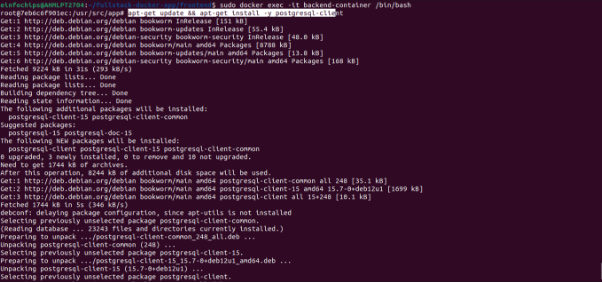 einfochips@AHMLPT2704:~/fullstack-docker-app/frontend$ sudo docker exec -it backend-container /bin/bash
root@7eb6c6f901ec:/usr/src/app# apt-get update && apt-get install -y postgresql-client
Get:1 http://deb.debian.org/debian bookworm InRelease [151 kB]
Get:2 http://deb.debian.org/debian bookworm-updates InRelease [55.4 kB]
Get:3 http://deb.debian.org/debian-security bookworm-security InRelease [48.0 kB]
Get:4 http://deb.debian.org/debian bookworm/main amd64 Packages [8780 kB]
Get:5 http://deb.debian.org/debian bookworm-updates/main amd64 Packages [13.8 kB]
Get:6 http://deb.debian.org/debian-security bookworm-security/main amd64 Packages [168 kB]
Fetched 9224 kB in 31s (293 kB/s)
Reading package lists... Done
Reading package lists... Done
Building dependency tree... Done
Reading state information... Done
The following additional packages will be installed:
postgresql-client-15 postgresql-client-common
Suggested packages:
postgresql-15 postgresql-doc-15
The following NEW packages will be installed:
postgresql-client postgresql-client-15 postgresql-client-common
0 upgraded, 3 newly installed, 0 to remove and 10 not upgraded.
Need to get 1744 kB of archives.
After this operation, 8244 kB of additional disk space will be used.
Get:1 http://deb.debian.org/debian bookworm/main amd64 postgresql-client-common all 248 [35.1 kB]
Get:2 http://deb.debian.org/debian bookworm/main amd64 postgresql-client-15 amd64 15.7-0+deb12u1 [1699 kB]
Get:3 http://deb.debian.org/debian bookworm/main amd64 postgresql-client all 15+248 [10.1 kB]
Fetched 1744 kB in 5s (346 kB/s)
debconf: delaying package configuration, since apt-utils is not installed
Selecting previously unselected package postgresql-client-common.
(Reading database ... 23243 files and directories currently installed.)
Preparing to unpack .../postgresql-client-common_248_all.deb ...
Unpacking postgresql-client-common (248) ...
Selecting previously unselected package postgresql-client-15.
Preparing to unpack .../postgresql-client-15_15.7-0+deb12u1_amd64.deb ...
Unpacking postgresql-client-15 (15.7-0+deb12u1) ...
Selecting previously unselected package postgresql-client.